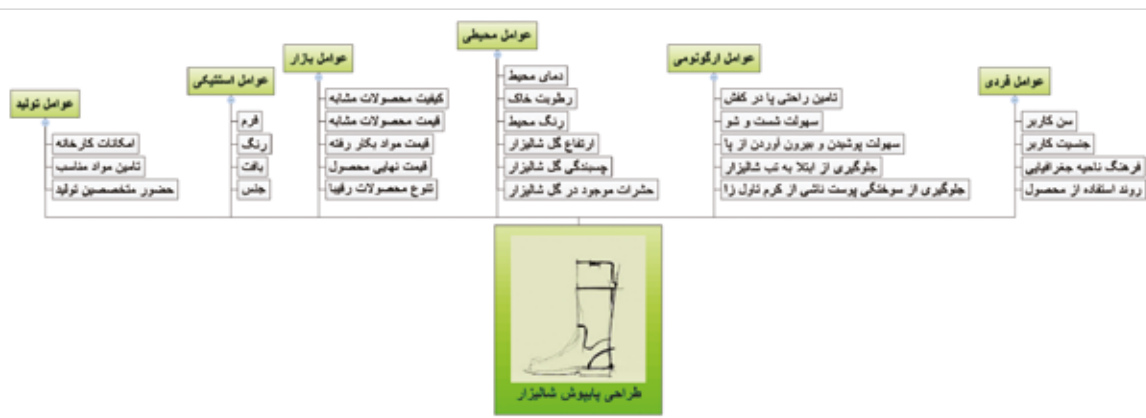 عوامل فردی
سن کاربر
جنسیت کاربر
فرهنگ ناحیه جغرافیایی
روند استفاده از محصول
عوامل ارگونومی
تامین راحتی پا در کفش
سهولت شست و شو
سهولت پوشیدن و بیرون آوردن از پا
جلوگیری از ابتلا به تب شالیزار
جلوگیری از سوختگی پوست ناشی از کرم تاول زا
عوامل محیطی
دمای محیط
رطوبت خاک
رنگ محیط
ارتفاع گل شالیزار
چسبندگی گل شالیزار
حشرات موجود در گل شالیزار
عوامل بازار
کیفیت محصولات مشابه
قیمت محصولات مشابه
قیمت مواد بکار رفته
قیمت نهایی محصول
تنوع محصولات رقبا
عوامل استتیکی
فرم
رنگ
بافت
جنس
عوامل تولید
امکانات کارخانه
تامین مواد مناسب
حضور متخصصین تولید
طراحی پاپوش شالیزار